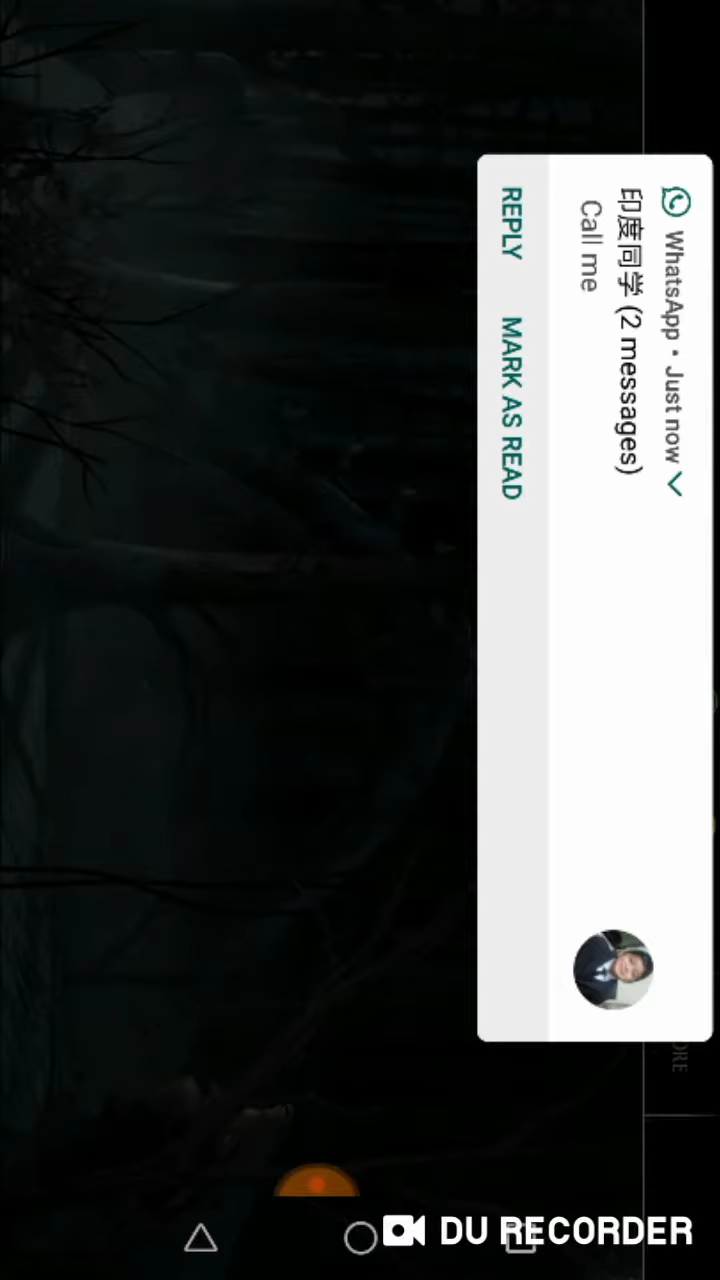 WhatsApp • Just now
印度同学 (2 messages)
Call me
REPLY MARK AS READ
DU RECORDER